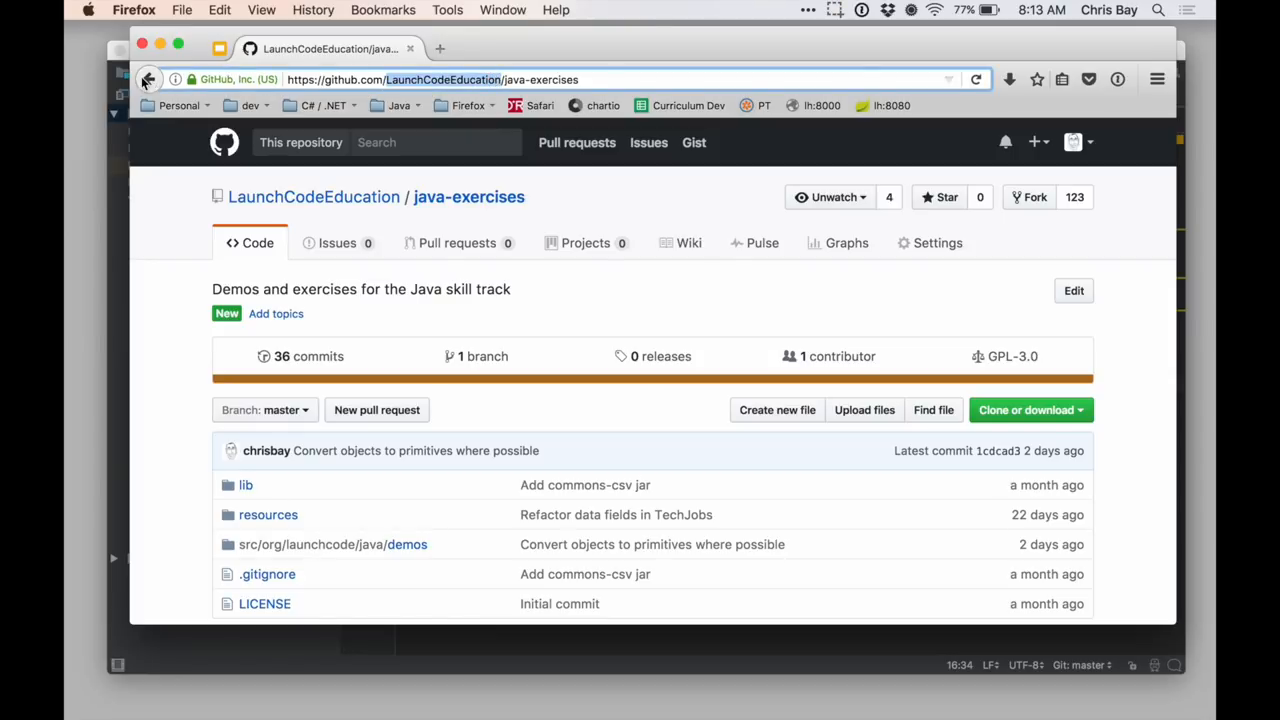 Firefox File Edit View History Bookmarks Tools Window Help ••• 77% 8:13 AM Chris Bay
LaunchCodeEducation/java... × +
GitHub, Inc. (US) https://github.com/LaunchCodeEducation/java-exercises
Personal dev C# / .NET Java Firefox Safari chartio Curriculum Dev PT lh:8000 lh:8080
This repository Search Pull requests Issues Gist
LaunchCodeEducation / java-exercises Unwatch 4 Star 0 Fork 123
<> Code Issues 0 Pull requests 0 Projects 0 Wiki Pulse Graphs Settings
Demos and exercises for the Java skill track Edit
New Add topics
36 commits 1 branch 0 releases 1 contributor GPL-3.0
Branch: master New pull request Create new file Upload files Find file Clone or download
chrisbay Convert objects to primitives where possible Latest commit 1cdcad3 2 days ago
lib Add commons-csv jar a month ago
resources Refactor data fields in TechJobs 22 days ago
src/org/launchcode/java/demos Convert objects to primitives where possible 2 days ago
.gitignore Add commons-csv jar a month ago
LICENSE Initial commit a month ago
16:34 LF UTF-8 Git: master